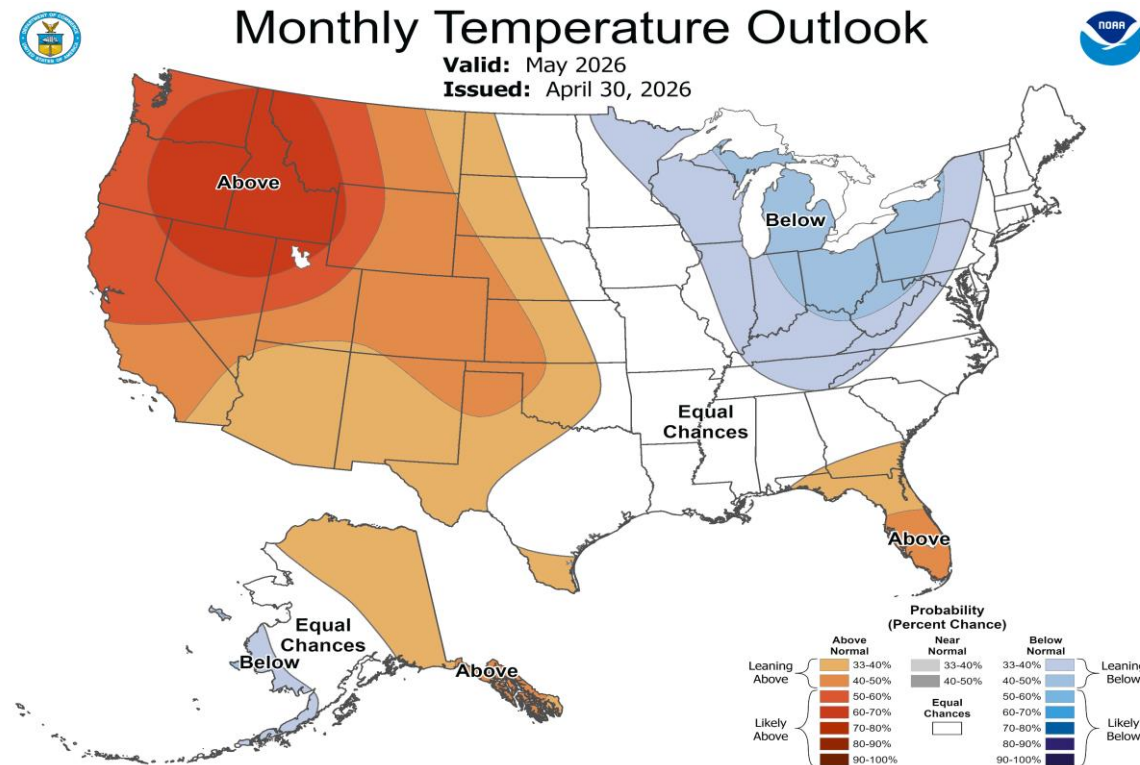 Monthly Temperature Outlook
Valid: May 2026
Issued: April 30, 2026
NOAA
Above
Below
Equal
Chances
Above
Equal
Chances
Below
Above
Probability
(Percent Chance)
Above
Normal
Near
Normal
Below
Normal
Leaning
Above
33-40% 33-40% 33-40%
40-50% 40-50% 40-50%
Leaning
Below
Likely
Above
50-60% 50-60%
60-70% 60-70%
70-80% 70-80%
80-90% 80-90%
90-100% 90-100%
Equal
Chances
Likely
Below